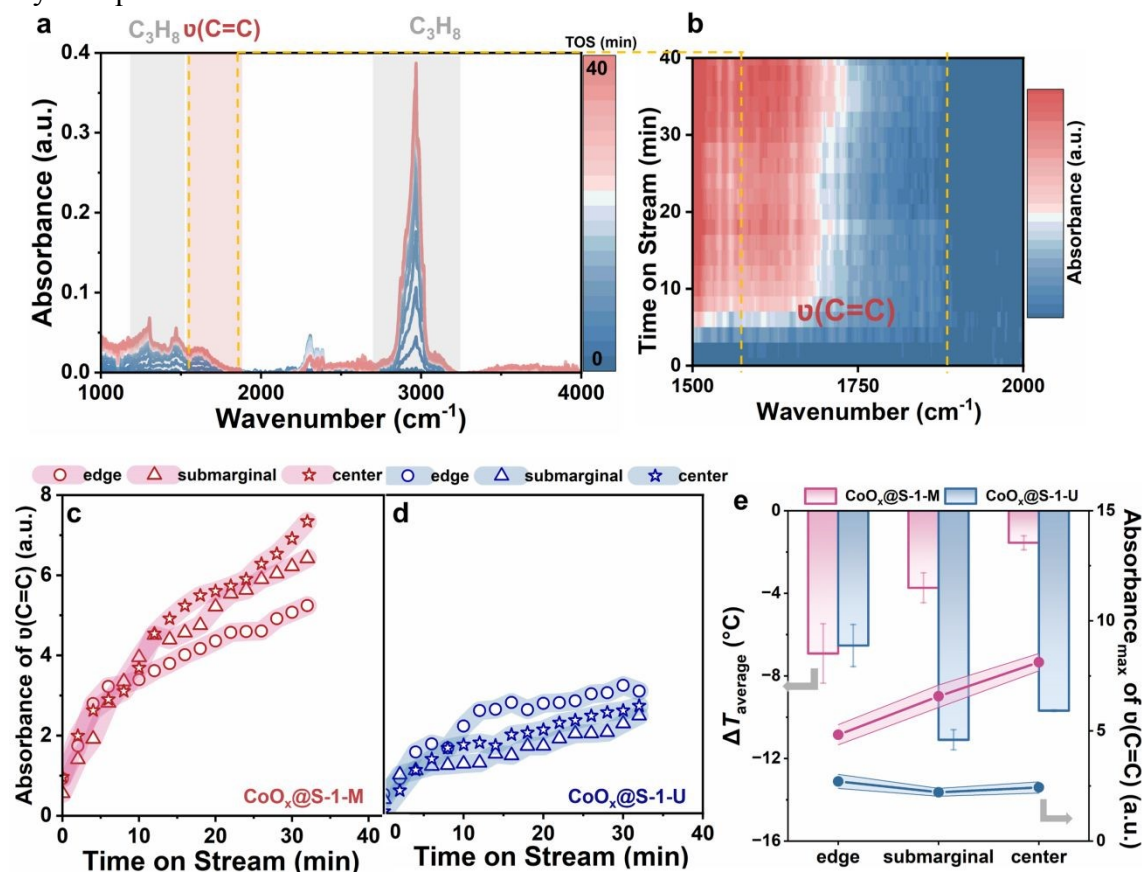 a
C₃H₈ υ(C=C)
C₃H₈
TOS (min)
40
0
0.4
0.3
0.2
0.1
0.0
Absorbance (a.u.)
1000 2000 3000 4000
Wavenumber (cm⁻¹)
b
40
30
20
10
0
Time on Stream (min)
υ(C=C)
1500 1750 2000
Wavenumber (cm⁻¹)
Absorbance (a.u.)
edge submarginal center
edge submarginal center
c
8
6
4
2
0
Absorbance of υ(C=C) (a.u.)
CoOₓ@S-1-M
0 10 20 30 40
Time on Stream (min)
d
CoOₓ@S-1-U
0 10 20 30 40
Time on Stream (min)
e
CoOₓ@S-1-M CoOₓ@S-1-U
0
−4
−8
−12
−16
ΔT average (°C)
15
10
5
0
Absorbance max of υ(C=C) (a.u.)
edge submarginal center